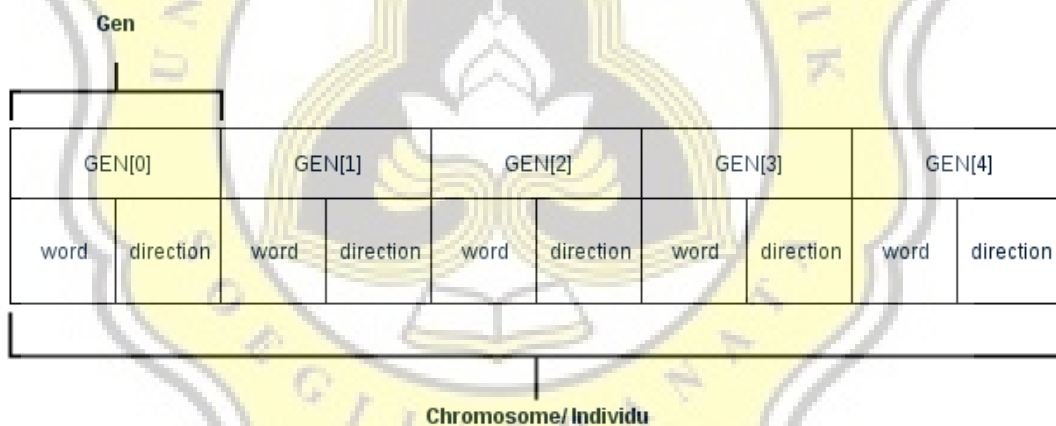 Gen
GEN[0] GEN[1] GEN[2] GEN[3] GEN[4]
word direction word direction word direction word direction word direction
Chromosome/ Individu